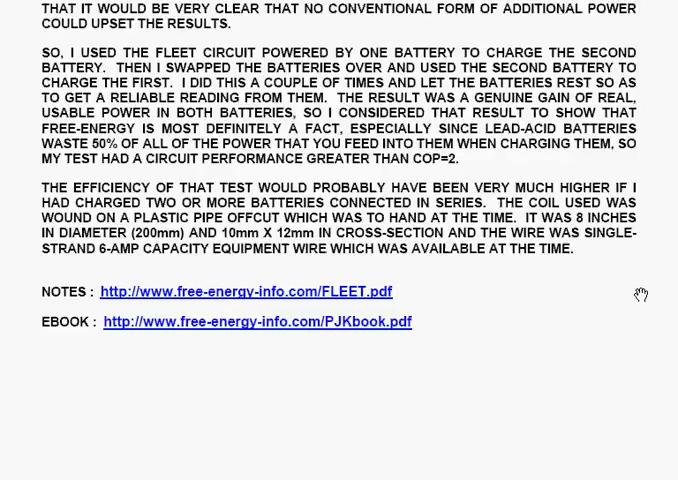 THAT IT WOULD BE VERY CLEAR THAT NO CONVENTIONAL FORM OF ADDITIONAL POWER
COULD UPSET THE RESULTS.
SO, I USED THE FLEET CIRCUIT POWERED BY ONE BATTERY TO CHARGE THE SECOND
BATTERY. THEN I SWAPPED THE BATTERIES OVER AND USED THE SECOND BATTERY TO
CHARGE THE FIRST. I DID THIS A COUPLE OF TIMES AND LET THE BATTERIES REST SO AS
TO GET A RELIABLE READING FROM THEM. THE RESULT WAS A GENUINE GAIN OF REAL,
USABLE POWER IN BOTH BATTERIES, SO I CONSIDERED THAT RESULT TO SHOW THAT
FREE-ENERGY IS MOST DEFINITELY A FACT, ESPECIALLY SINCE LEAD-ACID BATTERIES
WASTE 50% OF ALL OF THE POWER THAT YOU FEED INTO THEM WHEN CHARGING THEM, SO
MY TEST HAD A CIRCUIT PERFORMANCE GREATER THAN COP=2.
THE EFFICIENCY OF THAT TEST WOULD PROBABLY HAVE BEEN VERY MUCH HIGHER IF I
HAD CHARGED TWO OR MORE BATTERIES CONNECTED IN SERIES. THE COIL USED WAS
WOUND ON A PLASTIC PIPE OFFCUT WHICH WAS TO HAND AT THE TIME. IT WAS 8 INCHES
IN DIAMETER (200mm) AND 10mm X 12mm IN CROSS-SECTION AND THE WIRE WAS SINGLE-
STRAND 6-AMP CAPACITY EQUIPMENT WIRE WHICH WAS AVAILABLE AT THE TIME.
NOTES : http://www.free-energy-info.com/FLEET.pdf
EBOOK : http://www.free-energy-info.com/PJKbook.pdf